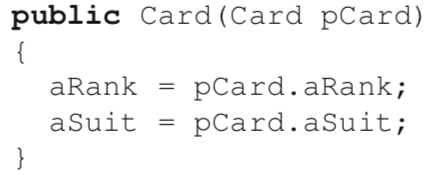 public Card(Card pCard)
{
  aRank = pCard.aRank;
  aSuit = pCard.aSuit;
}